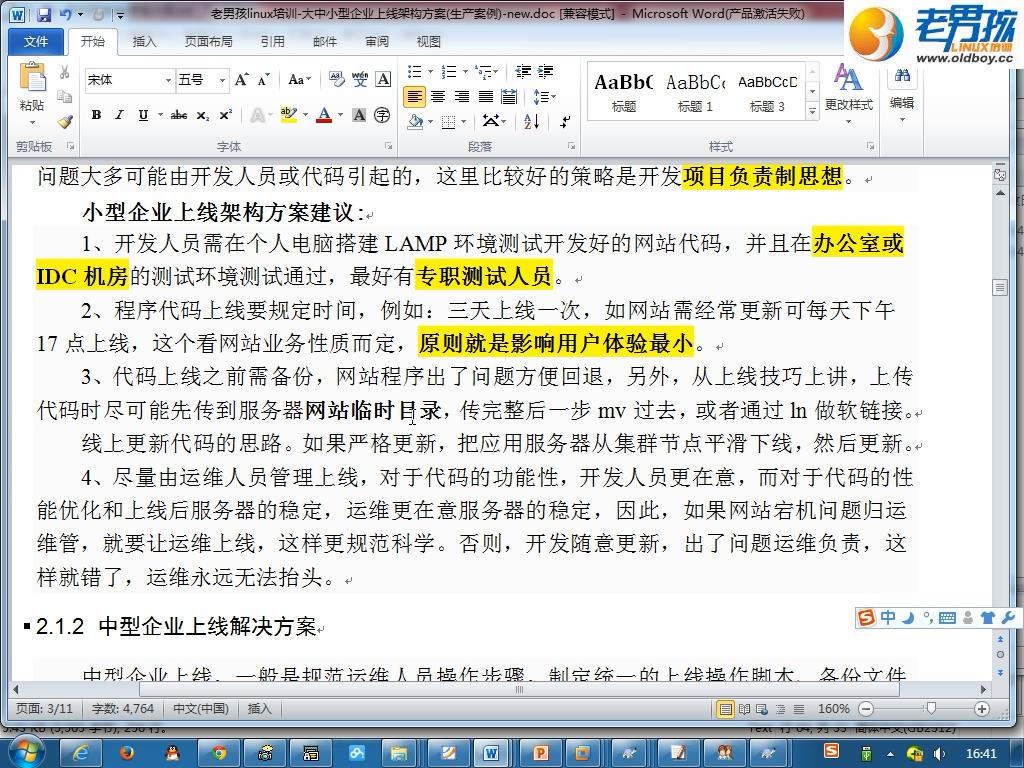 老男孩linux培训-大中小型企业上线架构方案(生产案例)-new.doc [兼容模式] - Microsoft Word(产品激活失败)
老男孩
LINUX培训
www.oldboy.cc
文件 开始 插入 页面布局 引用 邮件 审阅 视图
宋体 五号
粘贴
B I U abc X₂ X²
AaBbC AaBbC AaBbCcD
标题 标题 1 标题 3
更改样式 编辑
剪贴板 字体 段落 样式
问题大多可能由开发人员或代码引起的，这里比较好的策略是开发项目负责制思想。
小型企业上线架构方案建议：
1、开发人员需在个人电脑搭建 LAMP 环境测试开发好的网站代码，并且在办公室或
IDC 机房的测试环境测试通过，最好有专职测试人员。
2、程序代码上线要规定时间，例如：三天上线一次，如网站需经常更新可每天下午
17 点上线，这个看网站业务性质而定，原则就是影响用户体验最小。
3、代码上线之前需备份，网站程序出了问题方便回退，另外，从上线技巧上讲，上传
代码时尽可能先传到服务器网站临时目录，传完整后一步 mv 过去，或者通过 ln 做软链接。
线上更新代码的思路。如果严格更新，把应用服务器从集群节点平滑下线，然后更新。
4、尽量由运维人员管理上线，对于代码的功能性，开发人员更在意，而对于代码的性
能优化和上线后服务器的稳定，运维更在意服务器的稳定，因此，如果网站宕机问题归运
维管，就要让运维上线，这样更规范科学。否则，开发随意更新，出了问题运维负责，这
样就错了，运维永远无法抬头。
2.1.2 中型企业上线解决方案
中型企业上线，一般是规范运维人员操作步骤，制定统一的上线操作脚本、备份文件
中
页面: 3/11 字数: 4,764 中文(中国) 插入 160%
16:41